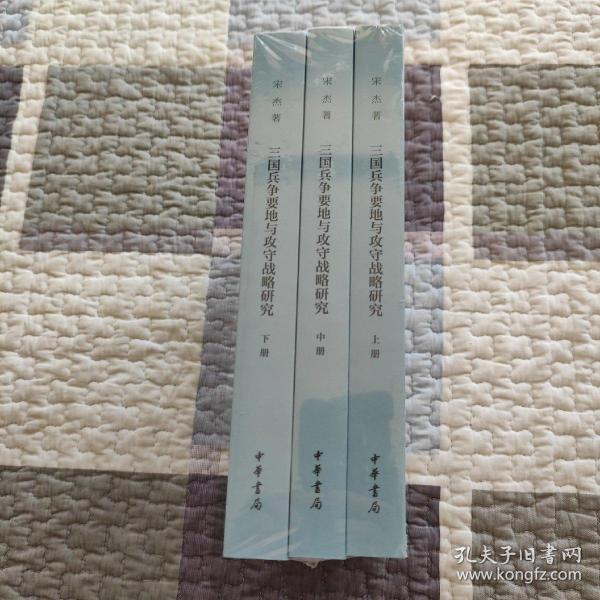 宋杰著
三国兵争要地与攻守战略研究
上册
中华书局
宋杰著
三国兵争要地与攻守战略研究
中册
中华书局
宋杰著
三国兵争要地与攻守战略研究
下册
中華書局
孔夫子旧书网
www.kongfz.com